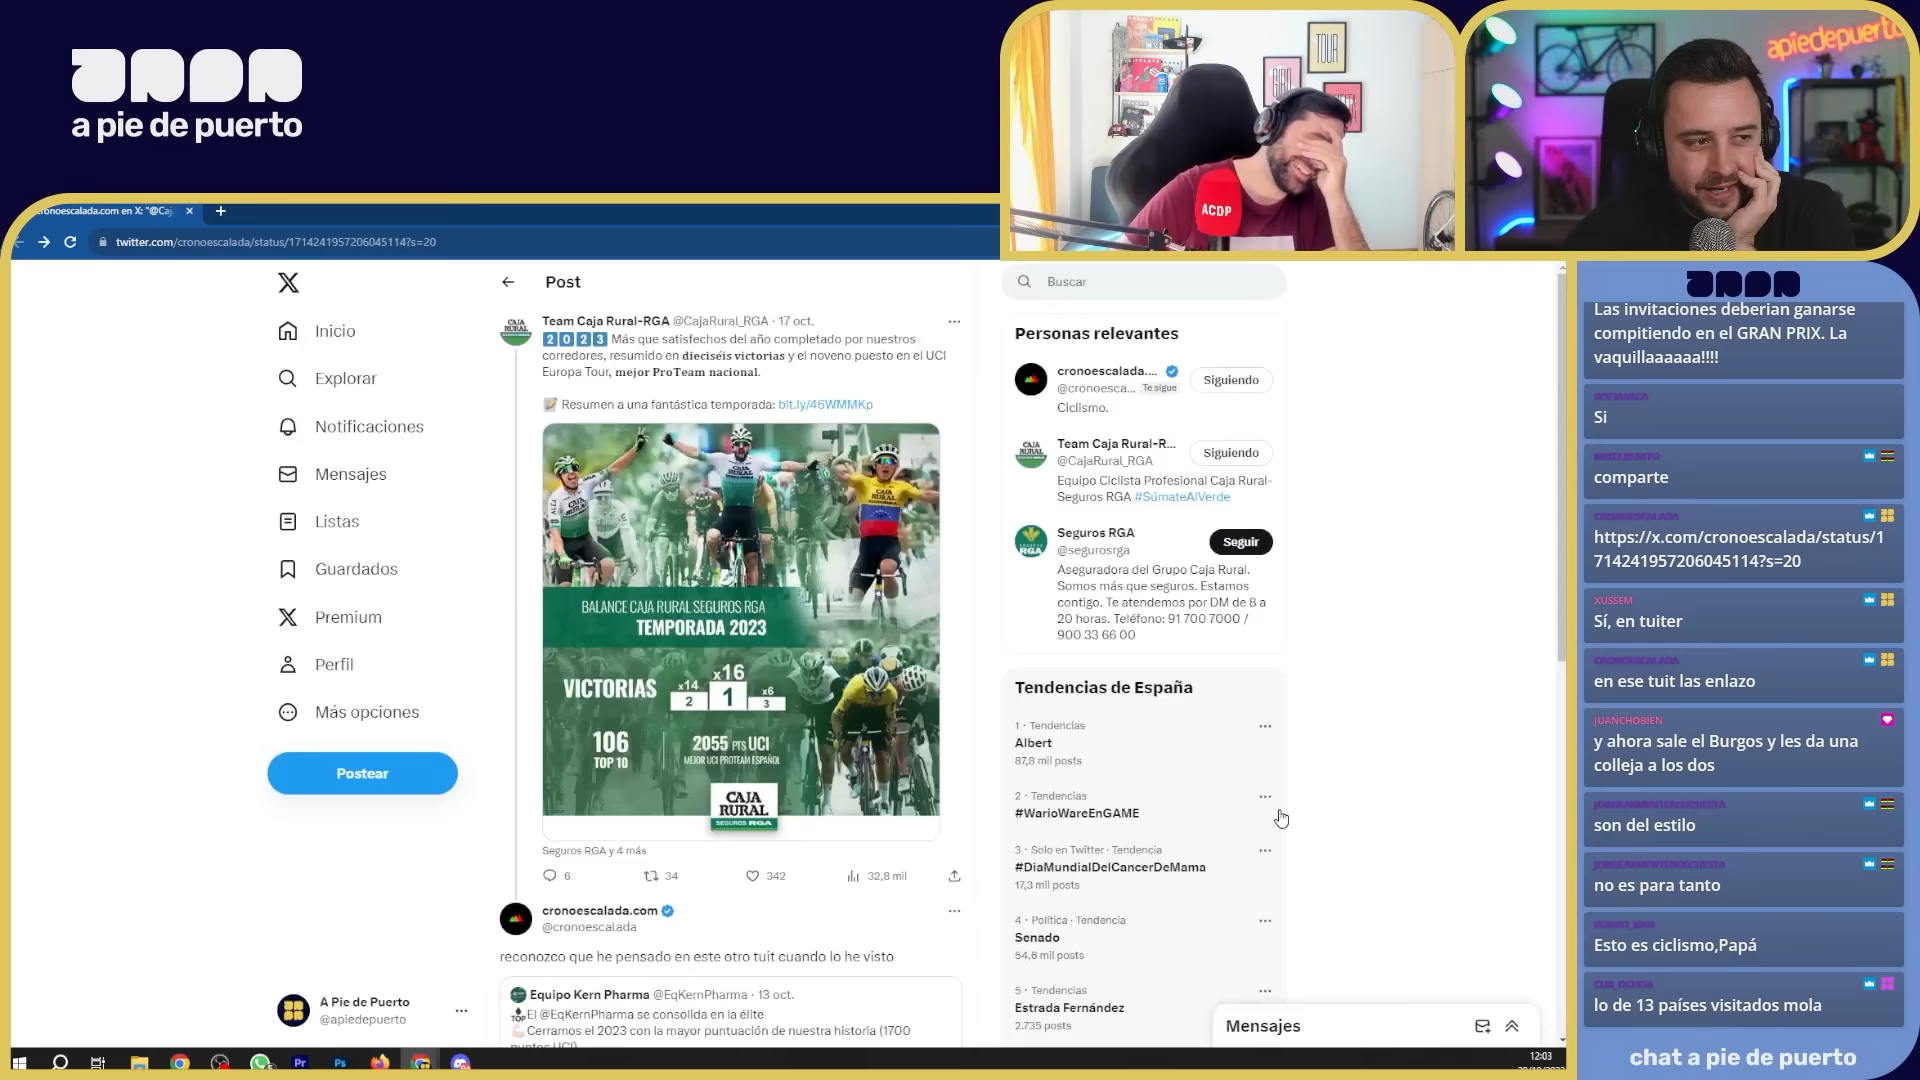 a pie de puerto
TOUR
GIRO
ACDP
apiedepuerto
cronoescalada.com en X: "@Caj
twitter.com/cronoescalada/status/1714241957206045114?s=20
Inicio
Explorar
Notificaciones
Mensajes
Listas
Guardados
Premium
Perfil
Más opciones
Postear
A Pie de Puerto
@apiedepuerto
Post
Team Caja Rural-RGA @CajaRural_RGA · 17 oct.
2023 Más que satisfechos del año completado por nuestros
corredores, resumido en dieciséis victorias y el noveno puesto en el UCI
Europa Tour, mejor ProTeam nacional.
Resumen a una fantástica temporada: bit.ly/46WMMKp
BALANCE CAJA RURAL SEGUROS RGA
TEMPORADA 2023
VICTORIAS
x14
2
x16
1
x6
3
106
TOP 10
2055 PTS UCI
MEJOR UCI PROTEAM ESPAÑOL
CAJA
RURAL
SEGUROS RGA
Seguros RGA y 4 más
6
34
342
32,8 mil
cronoescalada.com
@cronoescalada
reconozco que he pensado en este otro tuit cuando lo he visto
Equipo Kern Pharma @EqKernPharma · 13 oct.
TOP El @EqKernPharma se consolida en la élite
Cerramos el 2023 con la mayor puntuación de nuestra historia (1700
puntos UCI)
Buscar
Personas relevantes
cronoescalada....
@cronoesca... Te sigue
Siguiendo
Ciclismo.
Team Caja Rural-R...
@CajaRural_RGA
Siguiendo
Equipo Ciclista Profesional Caja Rural-
Seguros RGA #SúmateAlVerde
Seguros RGA
@segurosrga
Seguir
Aseguradora del Grupo Caja Rural.
Somos más que seguros. Estamos
contigo. Te atendemos por DM de 8 a
20 horas. Teléfono: 91 700 7000 /
900 33 66 00
Tendencias de España
1 · Tendencias
Albert
87,8 mil posts
2 · Tendencias
#WarioWareEnGAME
3 · Solo en Twitter · Tendencia
#DiaMundialDelCancerDeMama
17,3 mil posts
4 · Política · Tendencia
Senado
54,6 mil posts
5 · Tendencias
Estrada Fernández
2.735 posts
Mensajes
12:03
Las invitaciones deberian ganarse
compitiendo en el GRAN PRIX. La
vaquillaaaaaa!!!!
Si
comparte
CRONOESCALADA
https://x.com/cronoescalada/status/1
714241957206045114?s=20
XUSSEM
Sí, en tuiter
CRONOESCALADA
en ese tuit las enlazo
JUANCHOBIEN
y ahora sale el Burgos y les da una
colleja a los dos
son del estilo
no es para tanto
Esto es ciclismo,Papá
lo de 13 países visitados mola
chat a pie de puerto